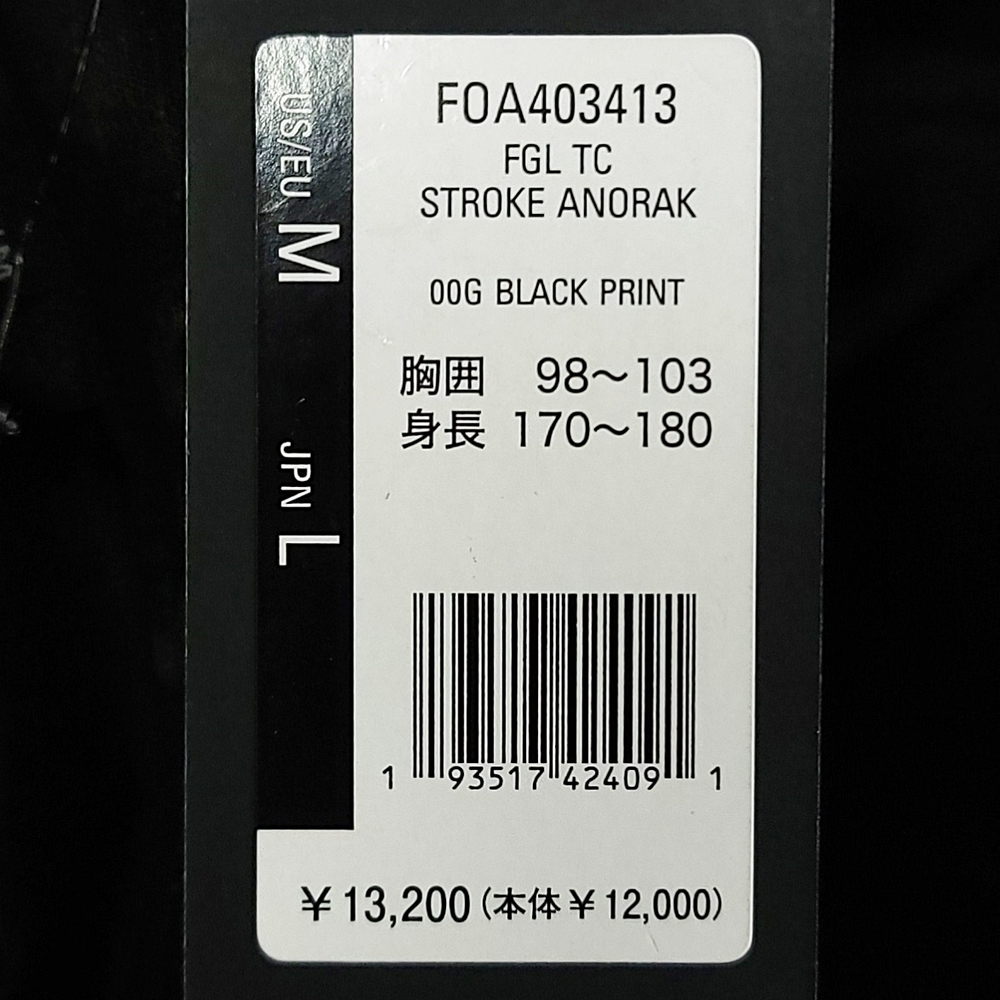 US/EU M
JPN L
FOA403413
FGL TC
STROKE ANORAK
00G BLACK PRINT
胸囲 98〜103
身長 170〜180
1 93517 42409 1
￥13,200(本体￥12,000)